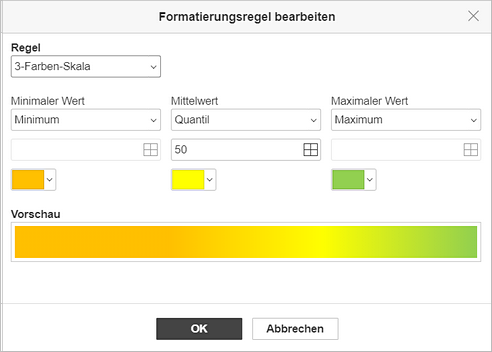 Formatierungsregel bearbeiten
Regel
3-Farben-Skala
Minimaler Wert Mittelwert Maximaler Wert
Minimum Quantil Maximum
50
Vorschau
OK Abbrechen